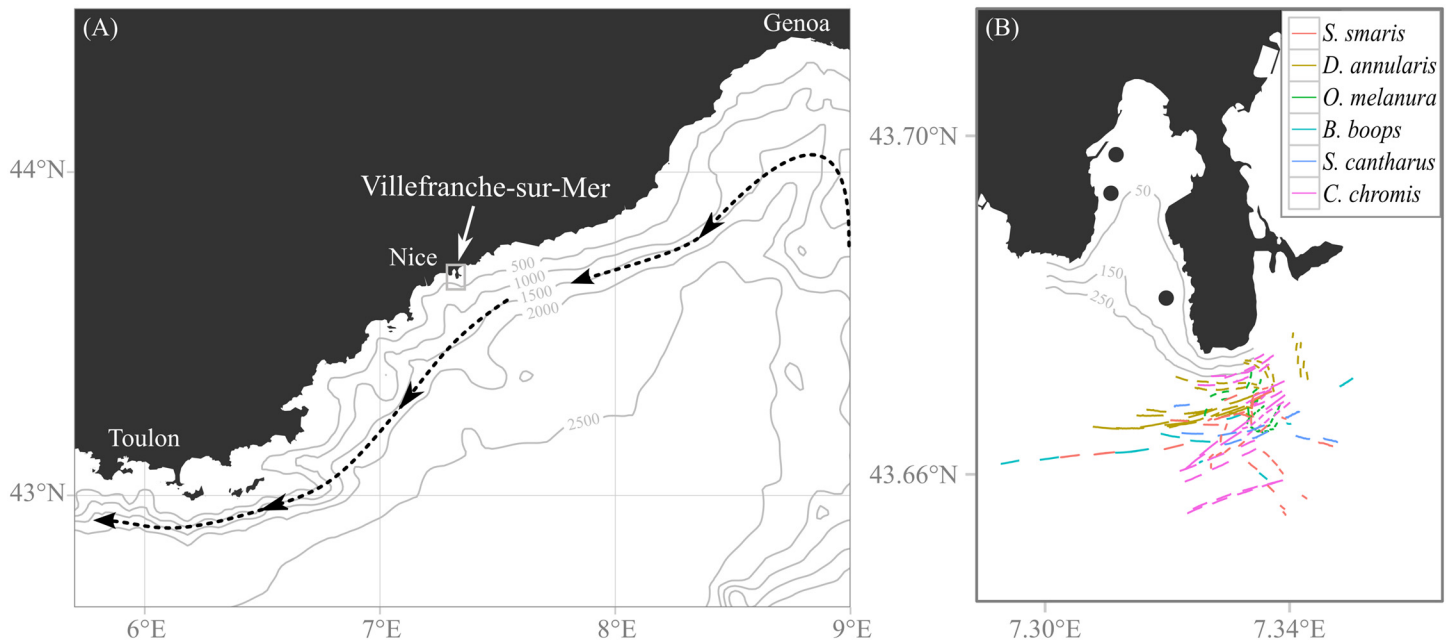 (A)
Genoa
44°N
Villefranche-sur-Mer
Nice
500
1000
1500
2000
2500
Toulon
43°N
6°E
7°E
8°E
9°E
(B)
S. smaris
D. annularis
O. melanura
B. boops
S. cantharus
C. chromis
43.70°N
50
150
250
43.66°N
7.30°E
7.34°E